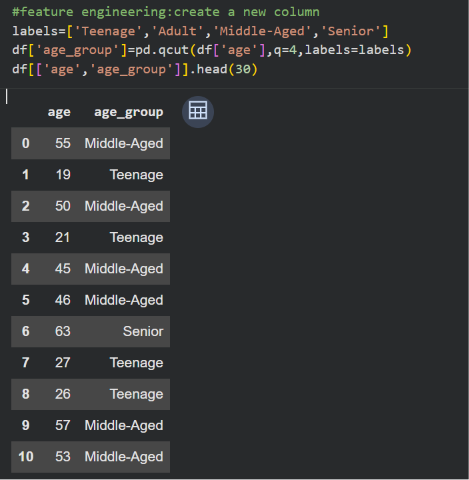 #feature engineering:create a new column
labels=['Teenage','Adult','Middle-Aged','Senior']
df['age_group']=pd.qcut(df['age'],q=4,labels=labels)
df[['age','age_group']].head(30)
age age_group
0 55 Middle-Aged
1 19 Teenage
2 50 Middle-Aged
3 21 Teenage
4 45 Middle-Aged
5 46 Middle-Aged
6 63 Senior
7 27 Teenage
8 26 Teenage
9 57 Middle-Aged
10 53 Middle-Aged